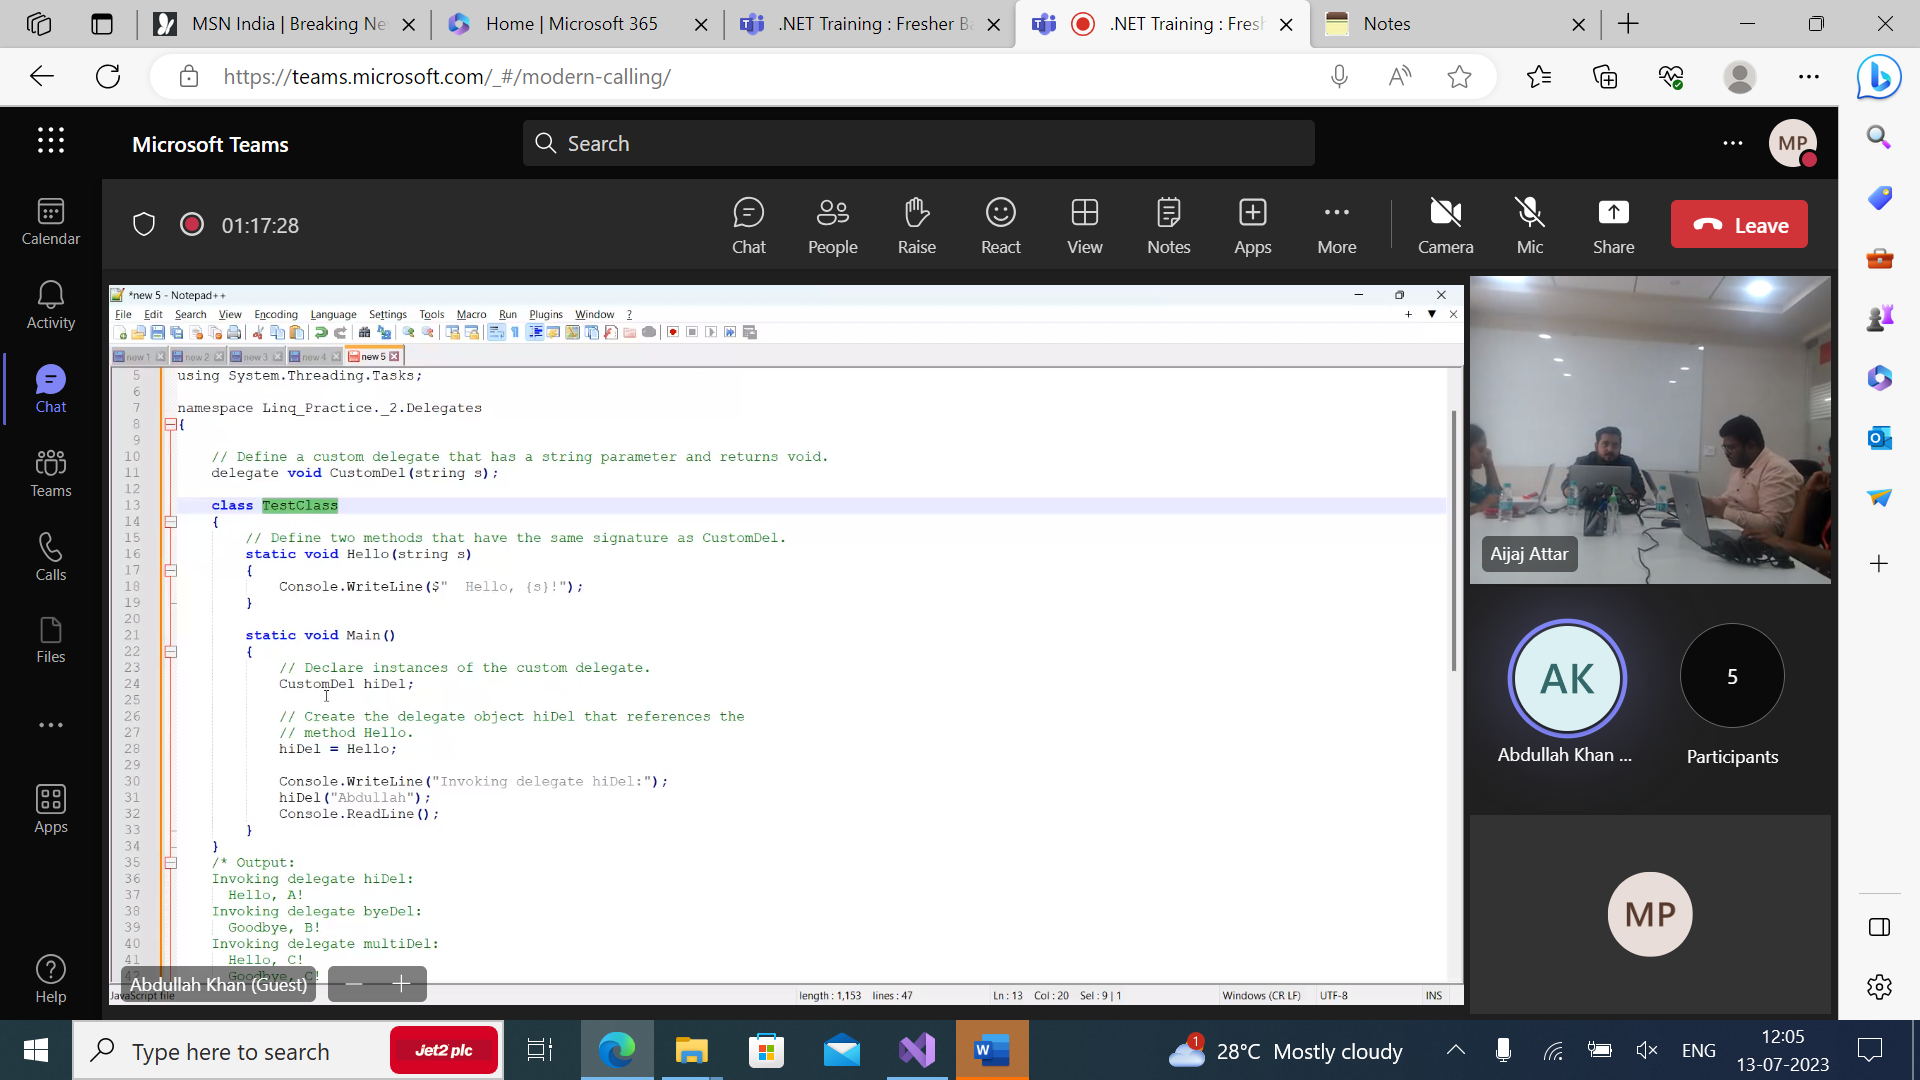 MSN India | Breaking Ne
Home | Microsoft 365
.NET Training : Fresher Ba
.NET Training : Fresh
Notes
https://teams.microsoft.com/_#/modern-calling/
Microsoft Teams
Search
MP
Calendar
Activity
Chat
Teams
Calls
Files
Apps
Help
01:17:28
Chat
People
Raise
React
View
Notes
Apps
More
Camera
Mic
Share
Leave
*new 5 - Notepad++
File Edit Search View Encoding Language Settings Tools Macro Run Plugins Window ?
new 1 new 2 new 3 new 4 new 5
5 using System.Threading.Tasks;
6
7 namespace Linq_Practice._2.Delegates
8 {
9
10 // Define a custom delegate that has a string parameter and returns void.
11 delegate void CustomDel(string s);
12
13 class TestClass
14 {
15 // Define two methods that have the same signature as CustomDel.
16 static void Hello(string s)
17 {
18 Console.WriteLine($"  Hello, {s}!");
19 }
20
21 static void Main()
22 {
23 // Declare instances of the custom delegate.
24 CustomDel hiDel;
25
26 // Create the delegate object hiDel that references the
27 // method Hello.
28 hiDel = Hello;
29
30 Console.WriteLine("Invoking delegate hiDel:");
31 hiDel("Abdullah");
32 Console.ReadLine();
33 }
34 }
35 /* Output:
36 Invoking delegate hiDel:
37 Hello, A!
38 Invoking delegate byeDel:
39 Goodbye, B!
40 Invoking delegate multiDel:
41 Hello, C!
42 Goodbye, C!
Abdullah Khan (Guest)
JavaScript file
length : 1,153 lines : 47
Ln : 13 Col : 20 Sel : 9 | 1
Windows (CR LF)
UTF-8
INS
Aijaj Attar
AK
Abdullah Khan ...
5
Participants
MP
Type here to search
Jet2 plc
1
28°C Mostly cloudy
ENG
12:05
13-07-2023